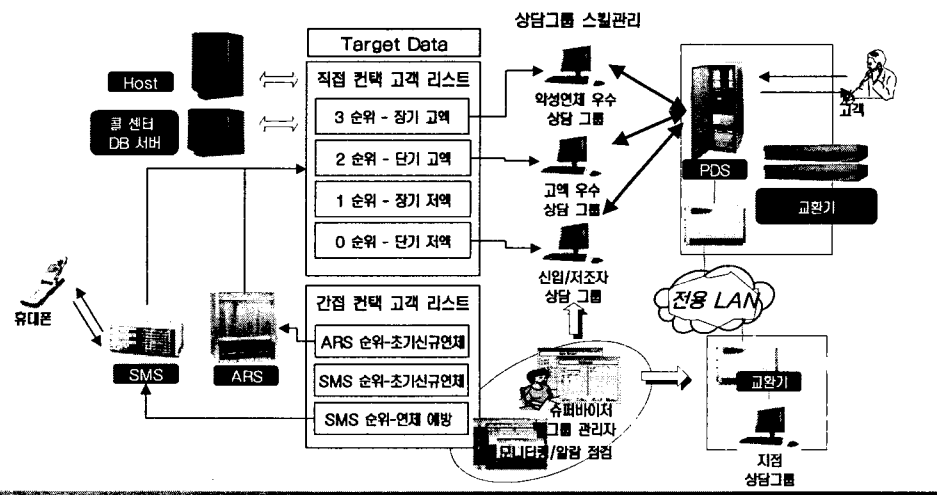 상담그룹 스킬관리
Target Data
직접 컨택 고객 리스트
3 순위 - 장기 고액
2 순위 - 단기 고액
1 순위 - 장기 저액
0 순위 - 단기 저액
Host
콜 센터
DB 서버
악성연체 우수
상담 그룹
고액 우수
상담 그룹
신입/저조자
상담 그룹
PDS
고객
교환기
전용 LAN
휴대폰
SMS
ARS
간접 컨택 고객 리스트
ARS 순위-초기신규연체
SMS 순위-초기신규연체
SMS 순위-연체 예방
슈퍼바이저
그룹 관리자
모니터링/알람 점검
교환기
지점
상담그룹